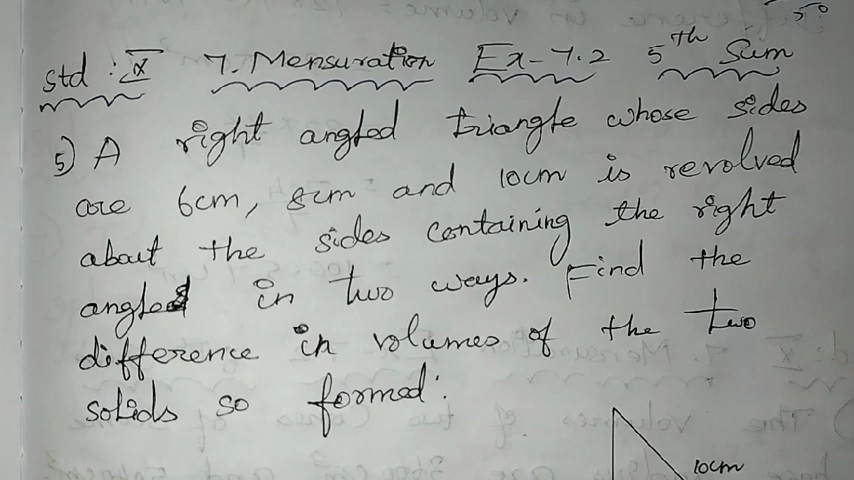 std : X 7. Mensuration Ex-7.2 5th Sum
5) A right angled triangle whose sides
are 6cm, 8cm and 10cm is revolved
about the sides containing the right
angle in two ways. Find the
difference in volumes of the two
solids so formed.
10cm